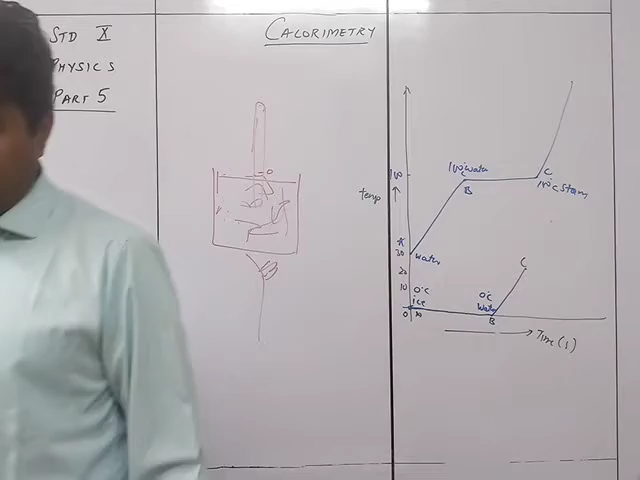 STD X
PHYSICS
PART 5
CALORIMETRY
0
100°C water
B
C
100°C steam
100
temp
A
30
water
20
10
0°C
ice
0
A
0°C
water
B
C
Time (s)